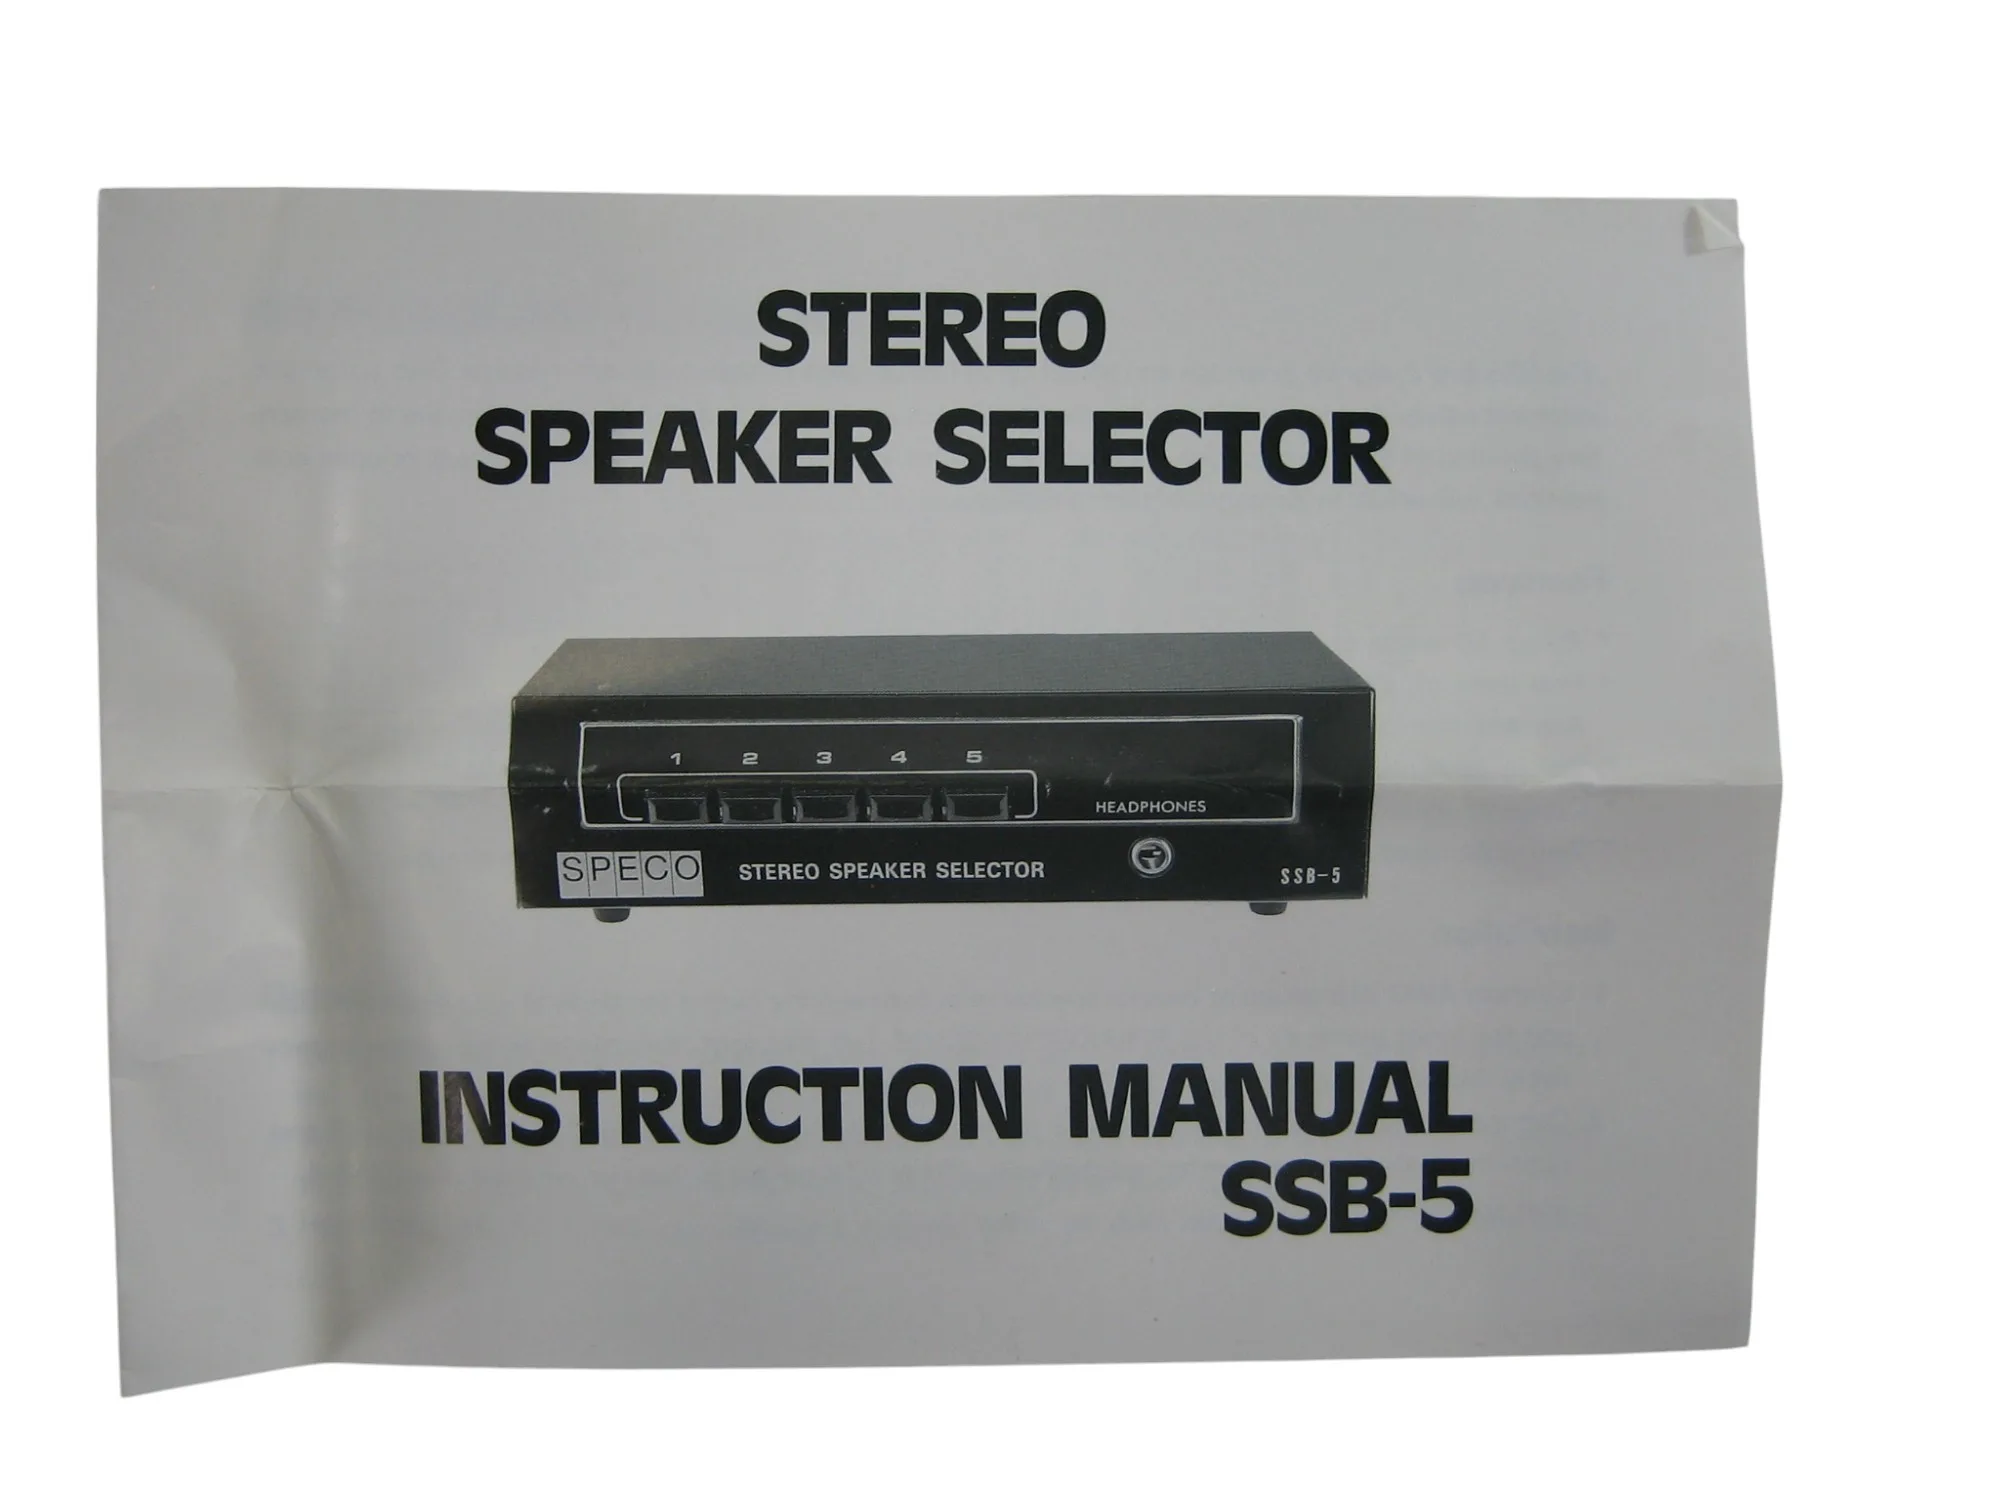 STEREO
SPEAKER SELECTOR
1 2 3 4 5
HEADPHONES
SPECO STEREO SPEAKER SELECTOR SSB-5
INSTRUCTION MANUAL
SSB-5